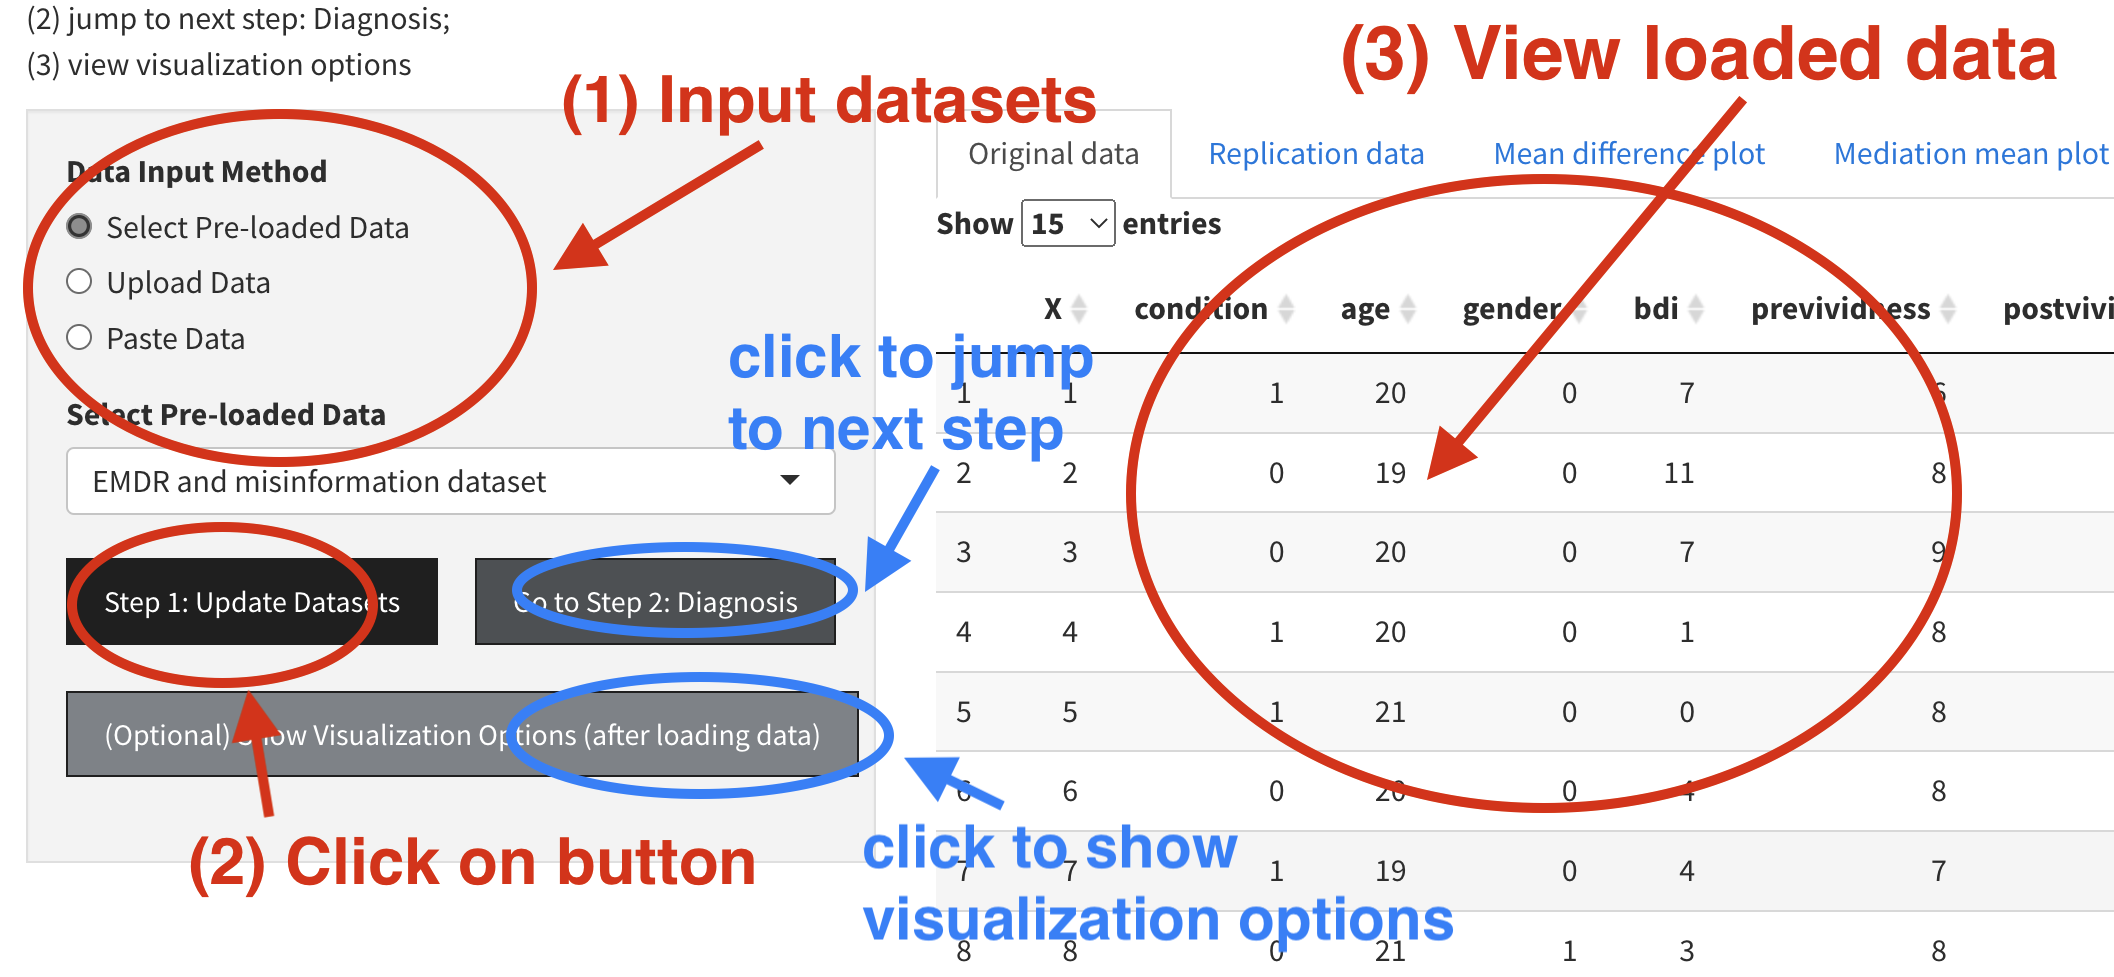 (2) jump to next step: Diagnosis;
(3) view visualization options
(1) Input datasets
(3) View loaded data
Data Input Method
Select Pre-loaded Data
Upload Data
Paste Data
Select Pre-loaded Data
EMDR and misinformation dataset
Step 1: Update Datasets
Go to Step 2: Diagnosis
(Optional) Show Visualization Options (after loading data)
(2) Click on button
click to jump
to next step
click to show
visualization options
Original data Replication data Mean difference plot Mediation mean plot
Show 15 entries
X condition age gender bdi prevividness postvivi
1 1 1 20 0 7 6
2 2 0 19 0 11 8
3 3 0 20 0 7 9
4 4 1 20 0 1 8
5 5 1 21 0 0 8
6 6 0 20 0 4 8
7 7 1 19 0 4 7
8 8 0 21 1 3 8